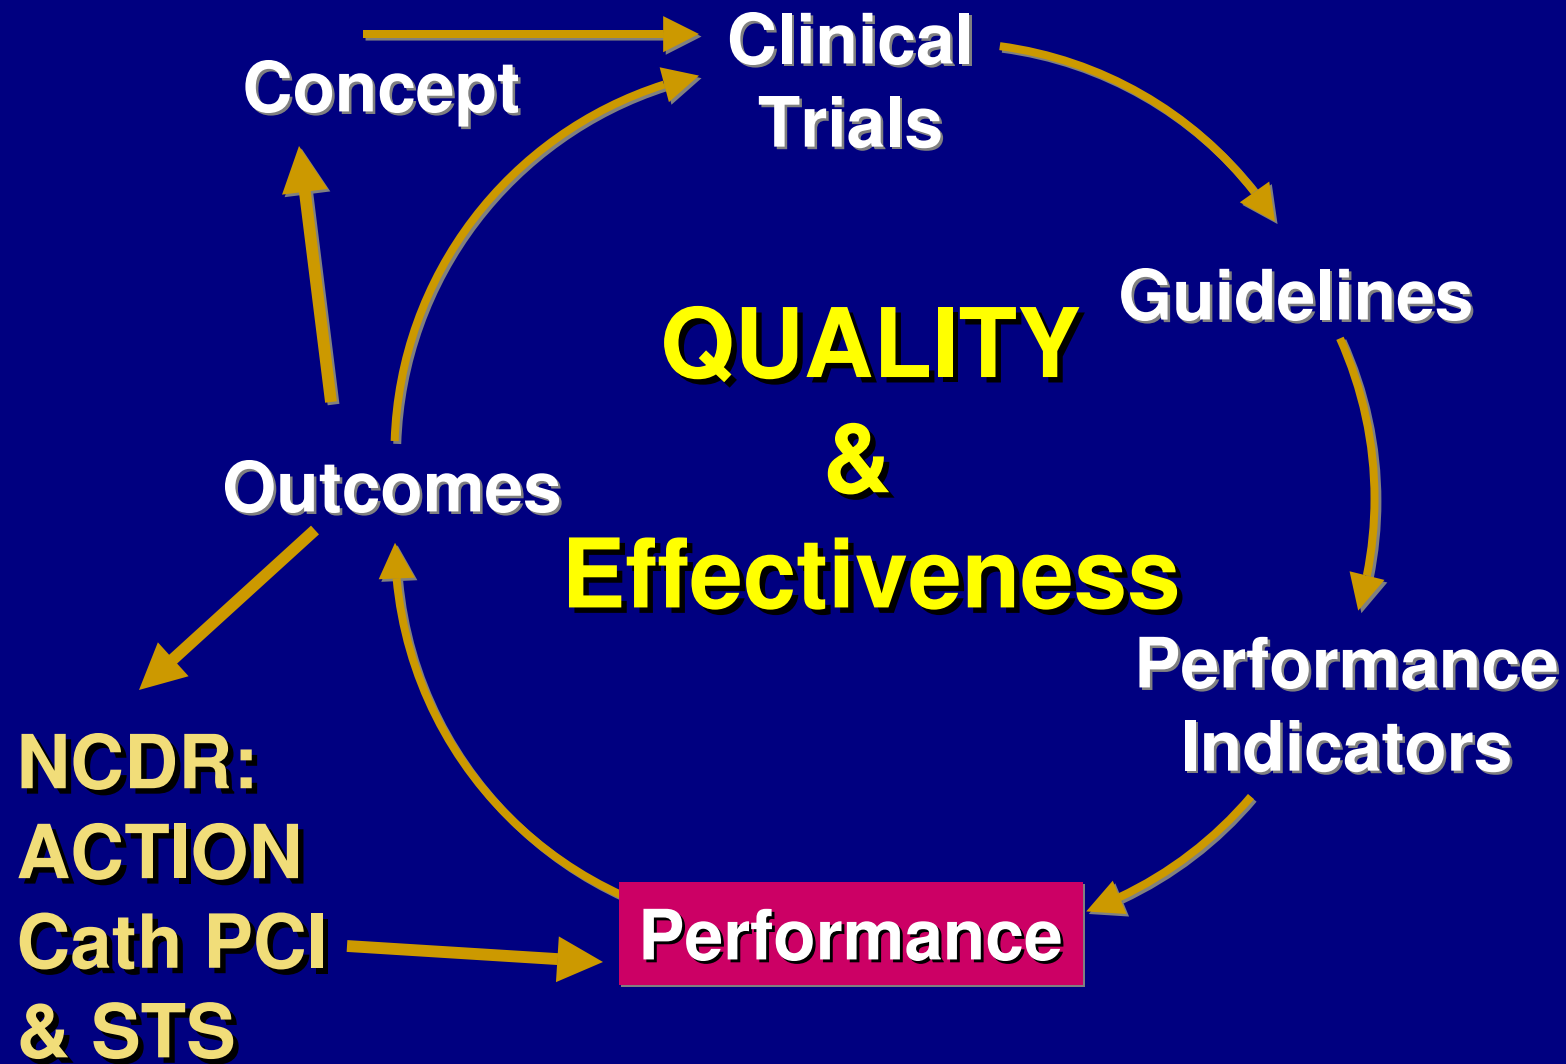 Concept
Clinical
Trials
Guidelines
QUALITY
&
Effectiveness
Outcomes
Performance
Indicators
NCDR:
ACTION
Cath PCI
& STS
Performance